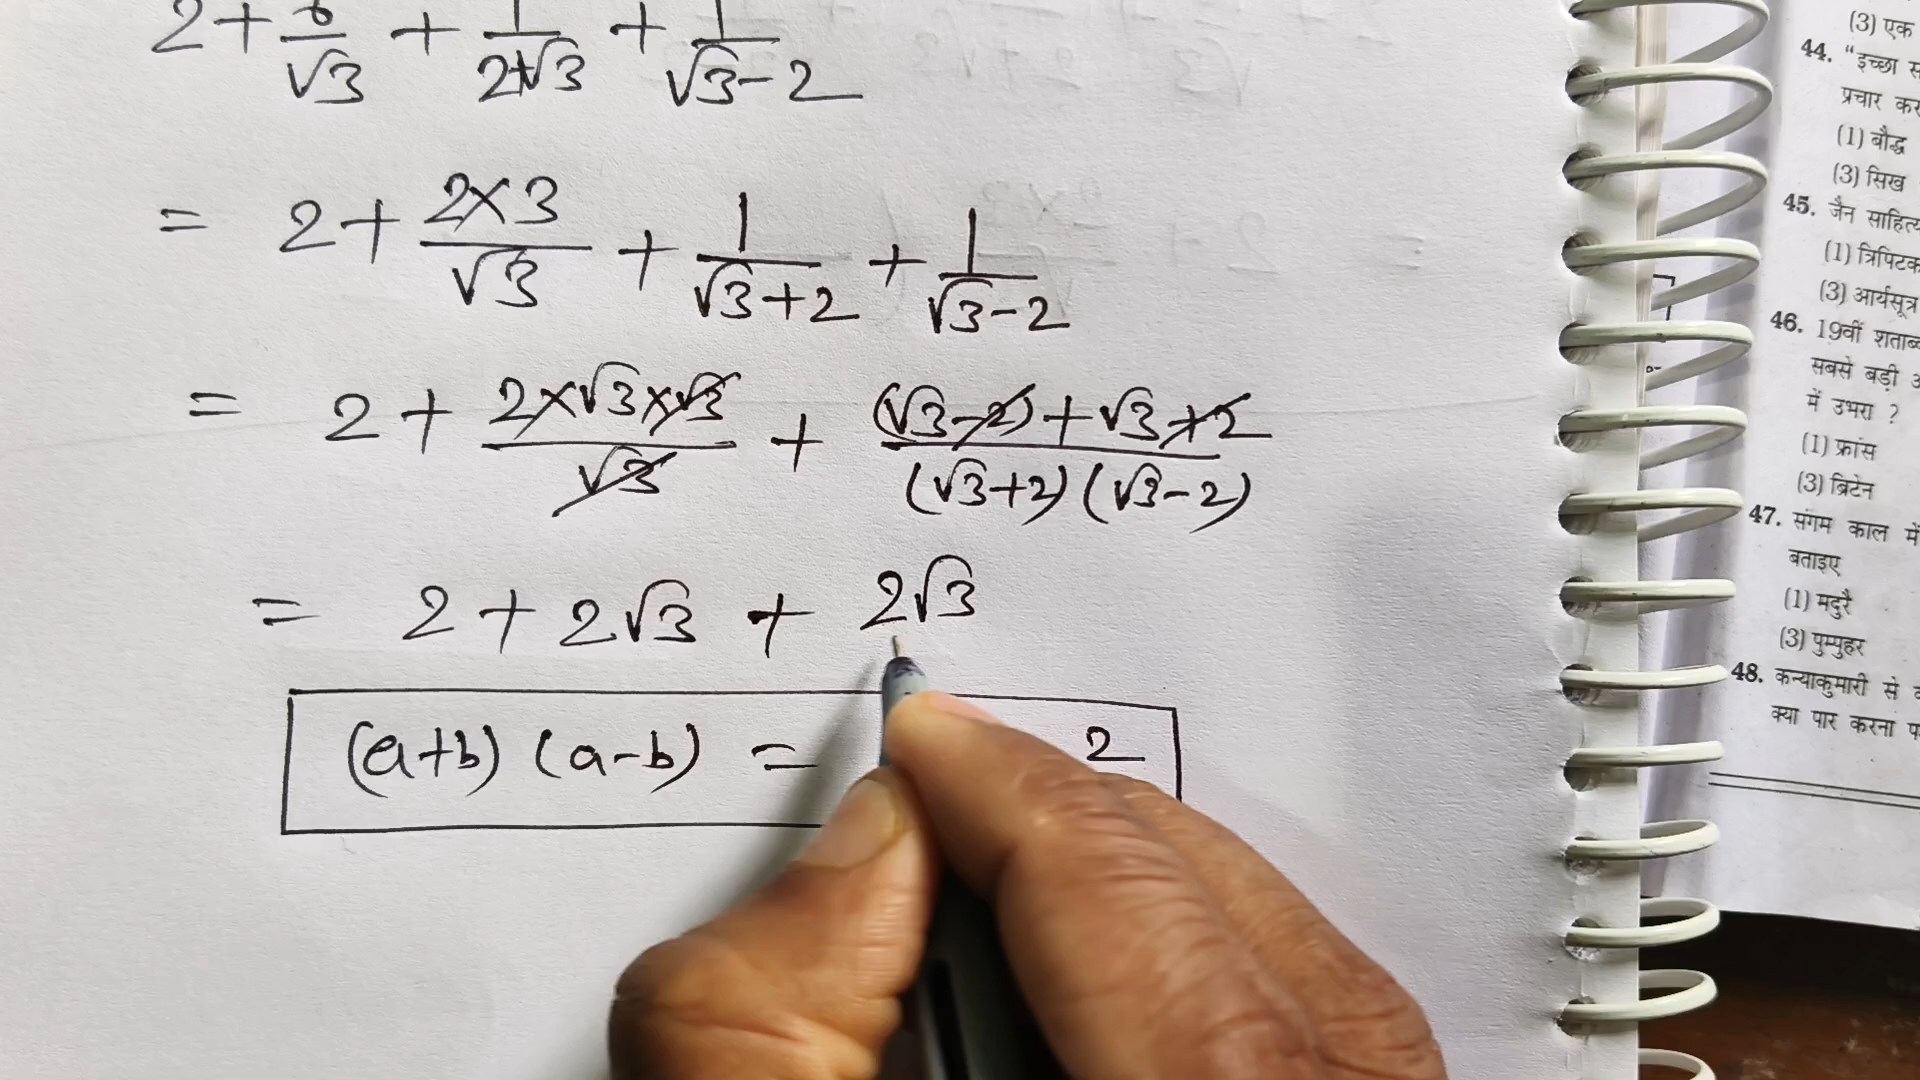 2 + 6/√3 + 1/2+√3 + 1/√3-2
= 2 + 2×3/√3 + 1/√3+2 + 1/√3-2
= 2 + 2×√3×√3/√3 + (√3-2)+√3+2/(√3+2)(√3-2)
= 2 + 2√3 + 2√3
(a+b) (a-b) = 2
(3) एक
44. "इच्छा
प्रचार
(1) बौद्ध
(3) सिख
45. जैन
(1)
(3) आर्यसूत्र
46. 19वीं
सबसे बड़ी
में उभरा ?
(1) फ्रांस
(3) ब्रिटेन
47. संगम काल में
बताइए
(1) मदुरै
(3) पुम्पुहर
48. कन्याकुमारी से
क्या पार करना